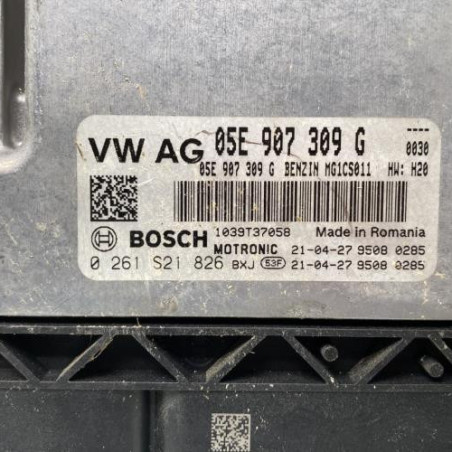 VW AG 05E 907 309 G ----
0030
05E 907 309 G BENZIN MG1CS011 HW: H20
1039T37058 Made in Romania
BOSCH MOTRONIC 21-04-27 9508 0285
0 261 S21 826 BXJ 53F 21-04-27 9508 0285